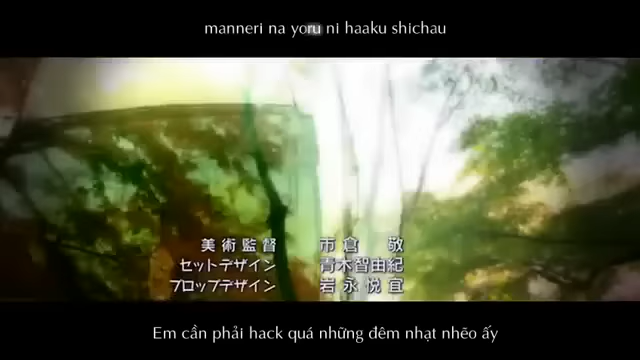 manneri na yoru ni haaku shichau
美術監督 市倉 敬
セットデザイン 青木智由紀
プロップデザイン 岩永悦宜
Em cần phải hack quá những đêm nhạt nhẽo ấy